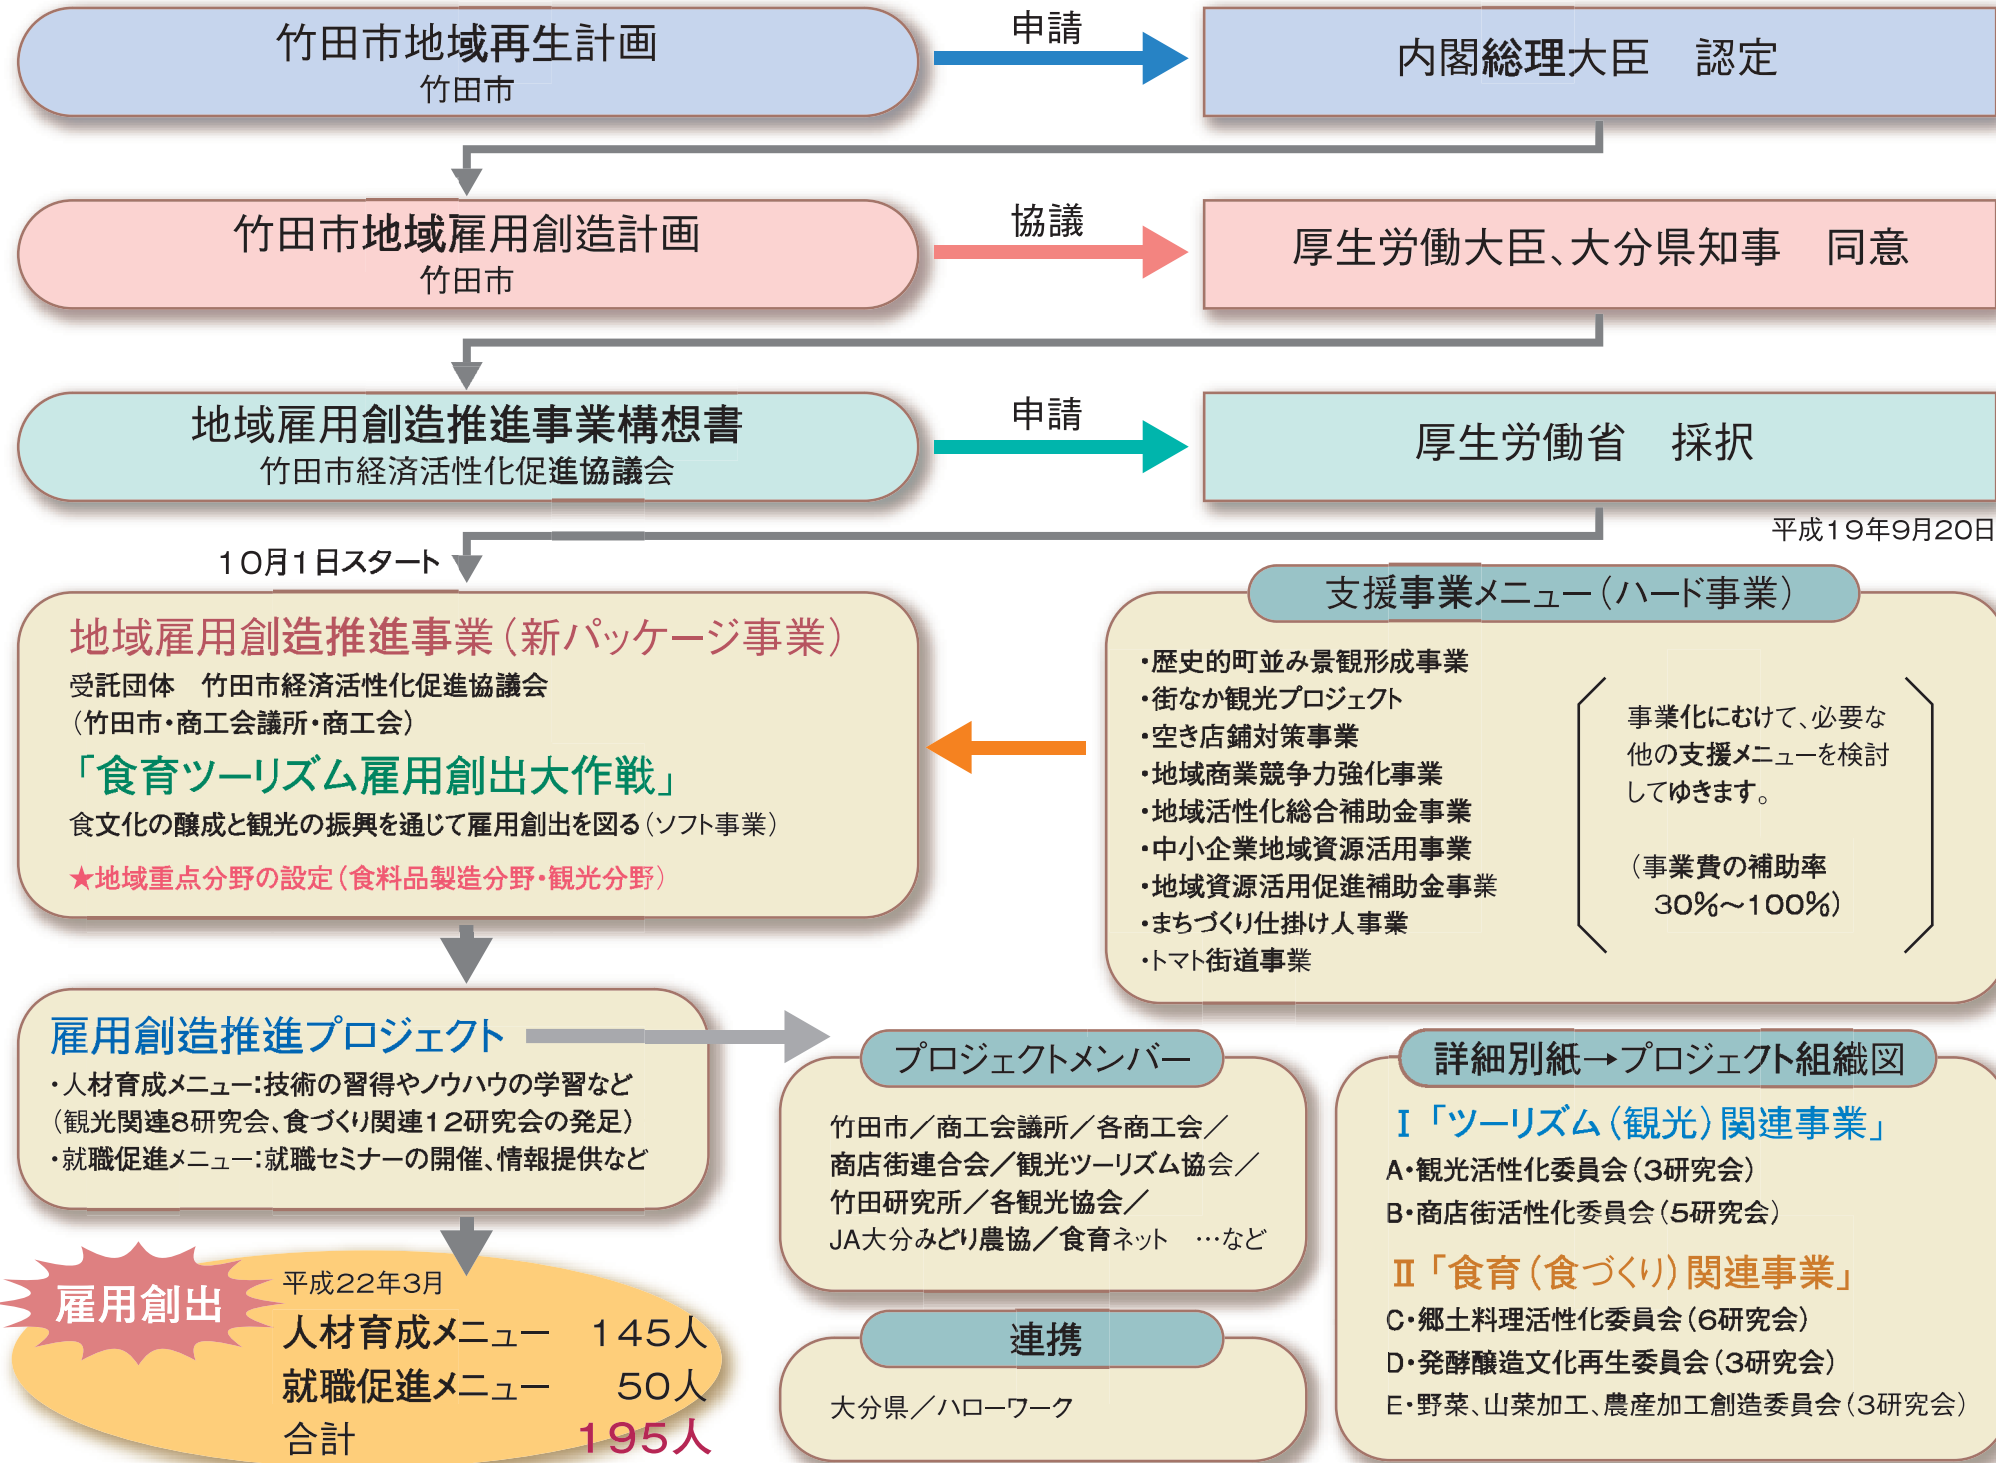 竹田市地域再生計画
竹田市
申請
内閣総理大臣　認定
竹田市地域雇用創造計画
竹田市
協議
厚生労働大臣、大分県知事　同意
地域雇用創造推進事業構想書
竹田市経済活性化促進協議会
申請
厚生労働省　採択
平成19年9月20日
10月1日スタート
地域雇用創造推進事業（新パッケージ事業）
受託団体　竹田市経済活性化促進協議会
（竹田市・商工会議所・商工会）
「食育ツーリズム雇用創出大作戦」
食文化の醸成と観光の振興を通じて雇用創出を図る（ソフト事業）
★地域重点分野の設定（食料品製造分野・観光分野）
支援事業メニュー（ハード事業）
・歴史的町並み景観形成事業
・街なか観光プロジェクト
・空き店舗対策事業
・地域商業競争力強化事業
・地域活性化総合補助金事業
・中小企業地域資源活用事業
・地域資源活用促進補助金事業
・まちづくり仕掛け人事業
・トマト街道事業
事業化にむけて、必要な
他の支援メニューを検討
してゆきます。
（事業費の補助率
30％～100％）
雇用創造推進プロジェクト
・人材育成メニュー：技術の習得やノウハウの学習など
（観光関連8研究会、食づくり関連12研究会の発足）
・就職促進メニュー：就職セミナーの開催、情報提供など
プロジェクトメンバー
竹田市／商工会議所／各商工会／
商店街連合会／観光ツーリズム協会／
竹田研究所／各観光協会／
JA大分みどり農協／食育ネット　…など
連携
大分県／ハローワーク
詳細別紙→プロジェクト組織図
Ⅰ「ツーリズム（観光）関連事業」
A・観光活性化委員会（3研究会）
B・商店街活性化委員会（5研究会）
Ⅱ「食育（食づくり）関連事業」
C・郷土料理活性化委員会（6研究会）
D・発酵醸造文化再生委員会（3研究会）
E・野菜、山菜加工、農産加工創造委員会（3研究会）
雇用創出
平成22年3月
人材育成メニュー　145人
就職促進メニュー　50人
合計　195人